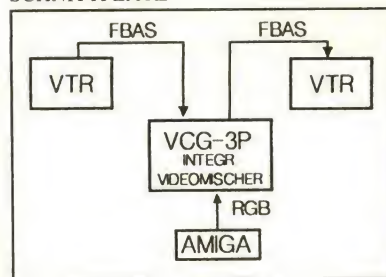 FBAS
FBAS
VTR
VTR
VCG-3P
INTEGR
VIDEOMISCHER
RGB
AMIGA